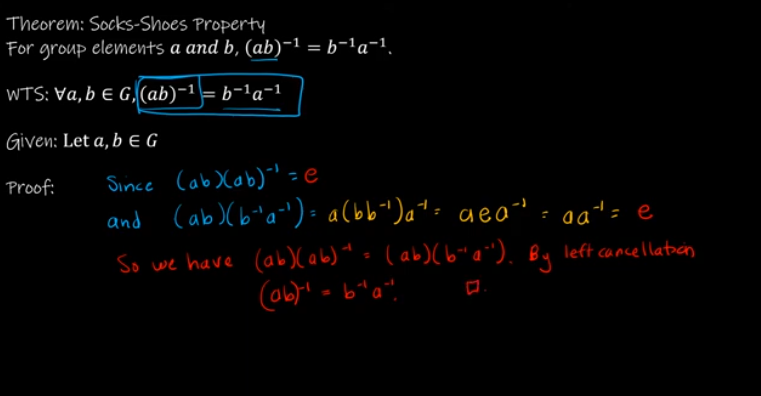 Theorem: Socks-Shoes Property
For group elements a and b, (ab)⁻¹ = b⁻¹a⁻¹.
WTS: ∀a, b ∈ G, (ab)⁻¹ = b⁻¹a⁻¹
Given: Let a, b ∈ G
Proof: Since (ab)(ab)⁻¹ = e
and (ab)(b⁻¹a⁻¹) = a(bb⁻¹)a⁻¹ = aea⁻¹ = aa⁻¹ = e
So we have (ab)(ab)⁻¹ = (ab)(b⁻¹a⁻¹). By left cancellation
(ab)⁻¹ = b⁻¹a⁻¹. □.